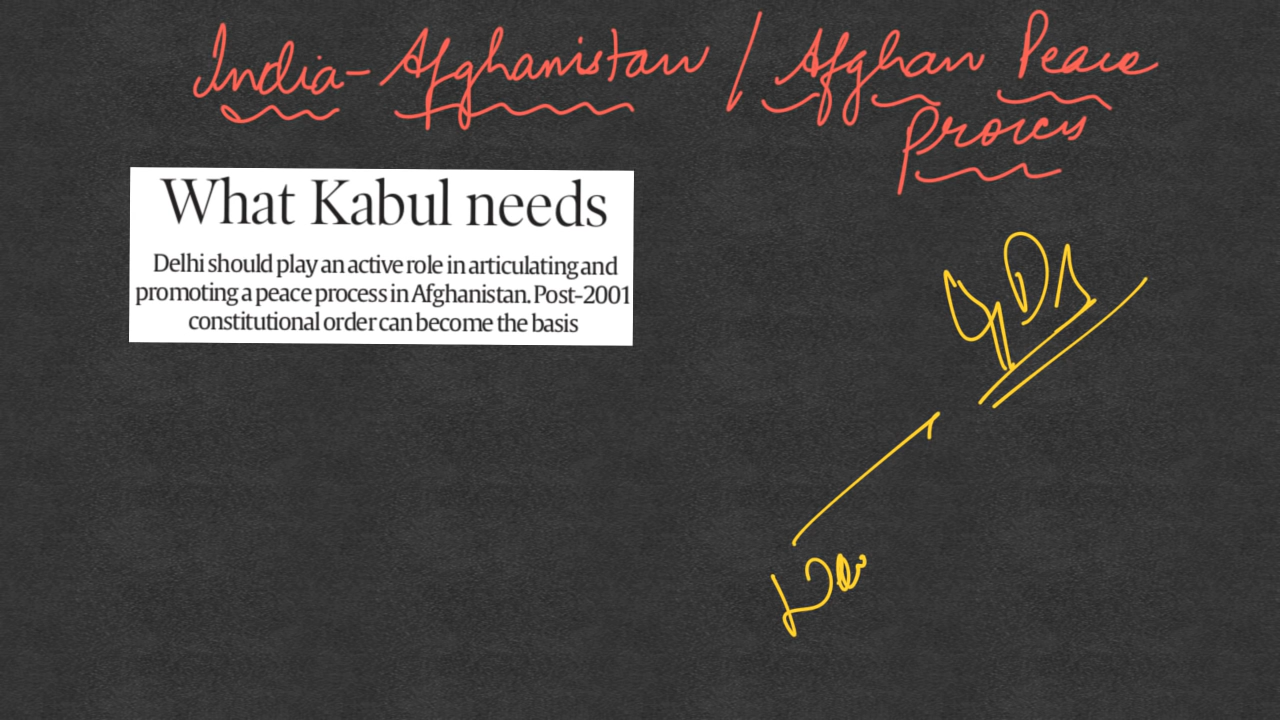 India-Afghanistan / Afghan Peace
Process
What Kabul needs
Delhi should play an active role in articulating and
promoting a peace process in Afghanistan. Post-2001
constitutional order can become the basis